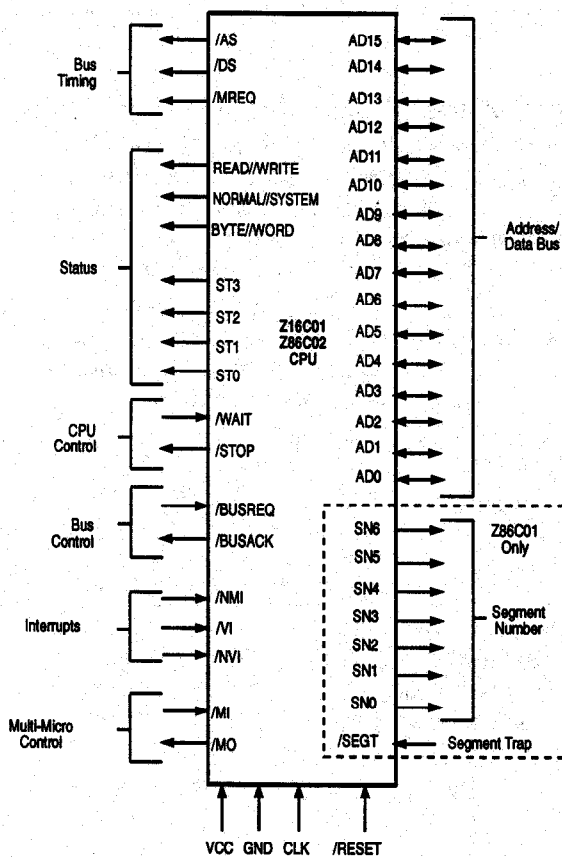 Bus
Timing
/AS
/DS
/MREQ
Status
READ//WRITE
NORMAL//SYSTEM
BYTE//WORD
ST3
ST2
ST1
ST0
CPU
Control
/WAIT
/STOP
Bus
Control
/BUSREQ
/BUSACK
Interrupts
/NMI
/VI
/NVI
Multi-Micro
Control
/MI
/MO
Z16C01
Z86C02
CPU
AD15
AD14
AD13
AD12
AD11
AD10
AD9
AD8
AD7
AD6
AD5
AD4
AD3
AD2
AD1
AD0
Address/
Data Bus
SN6
SN5
SN4
SN3
SN2
SN1
SN0
Z86C01
Only
Segment
Number
/SEGT
Segment Trap
VCC GND CLK /RESET